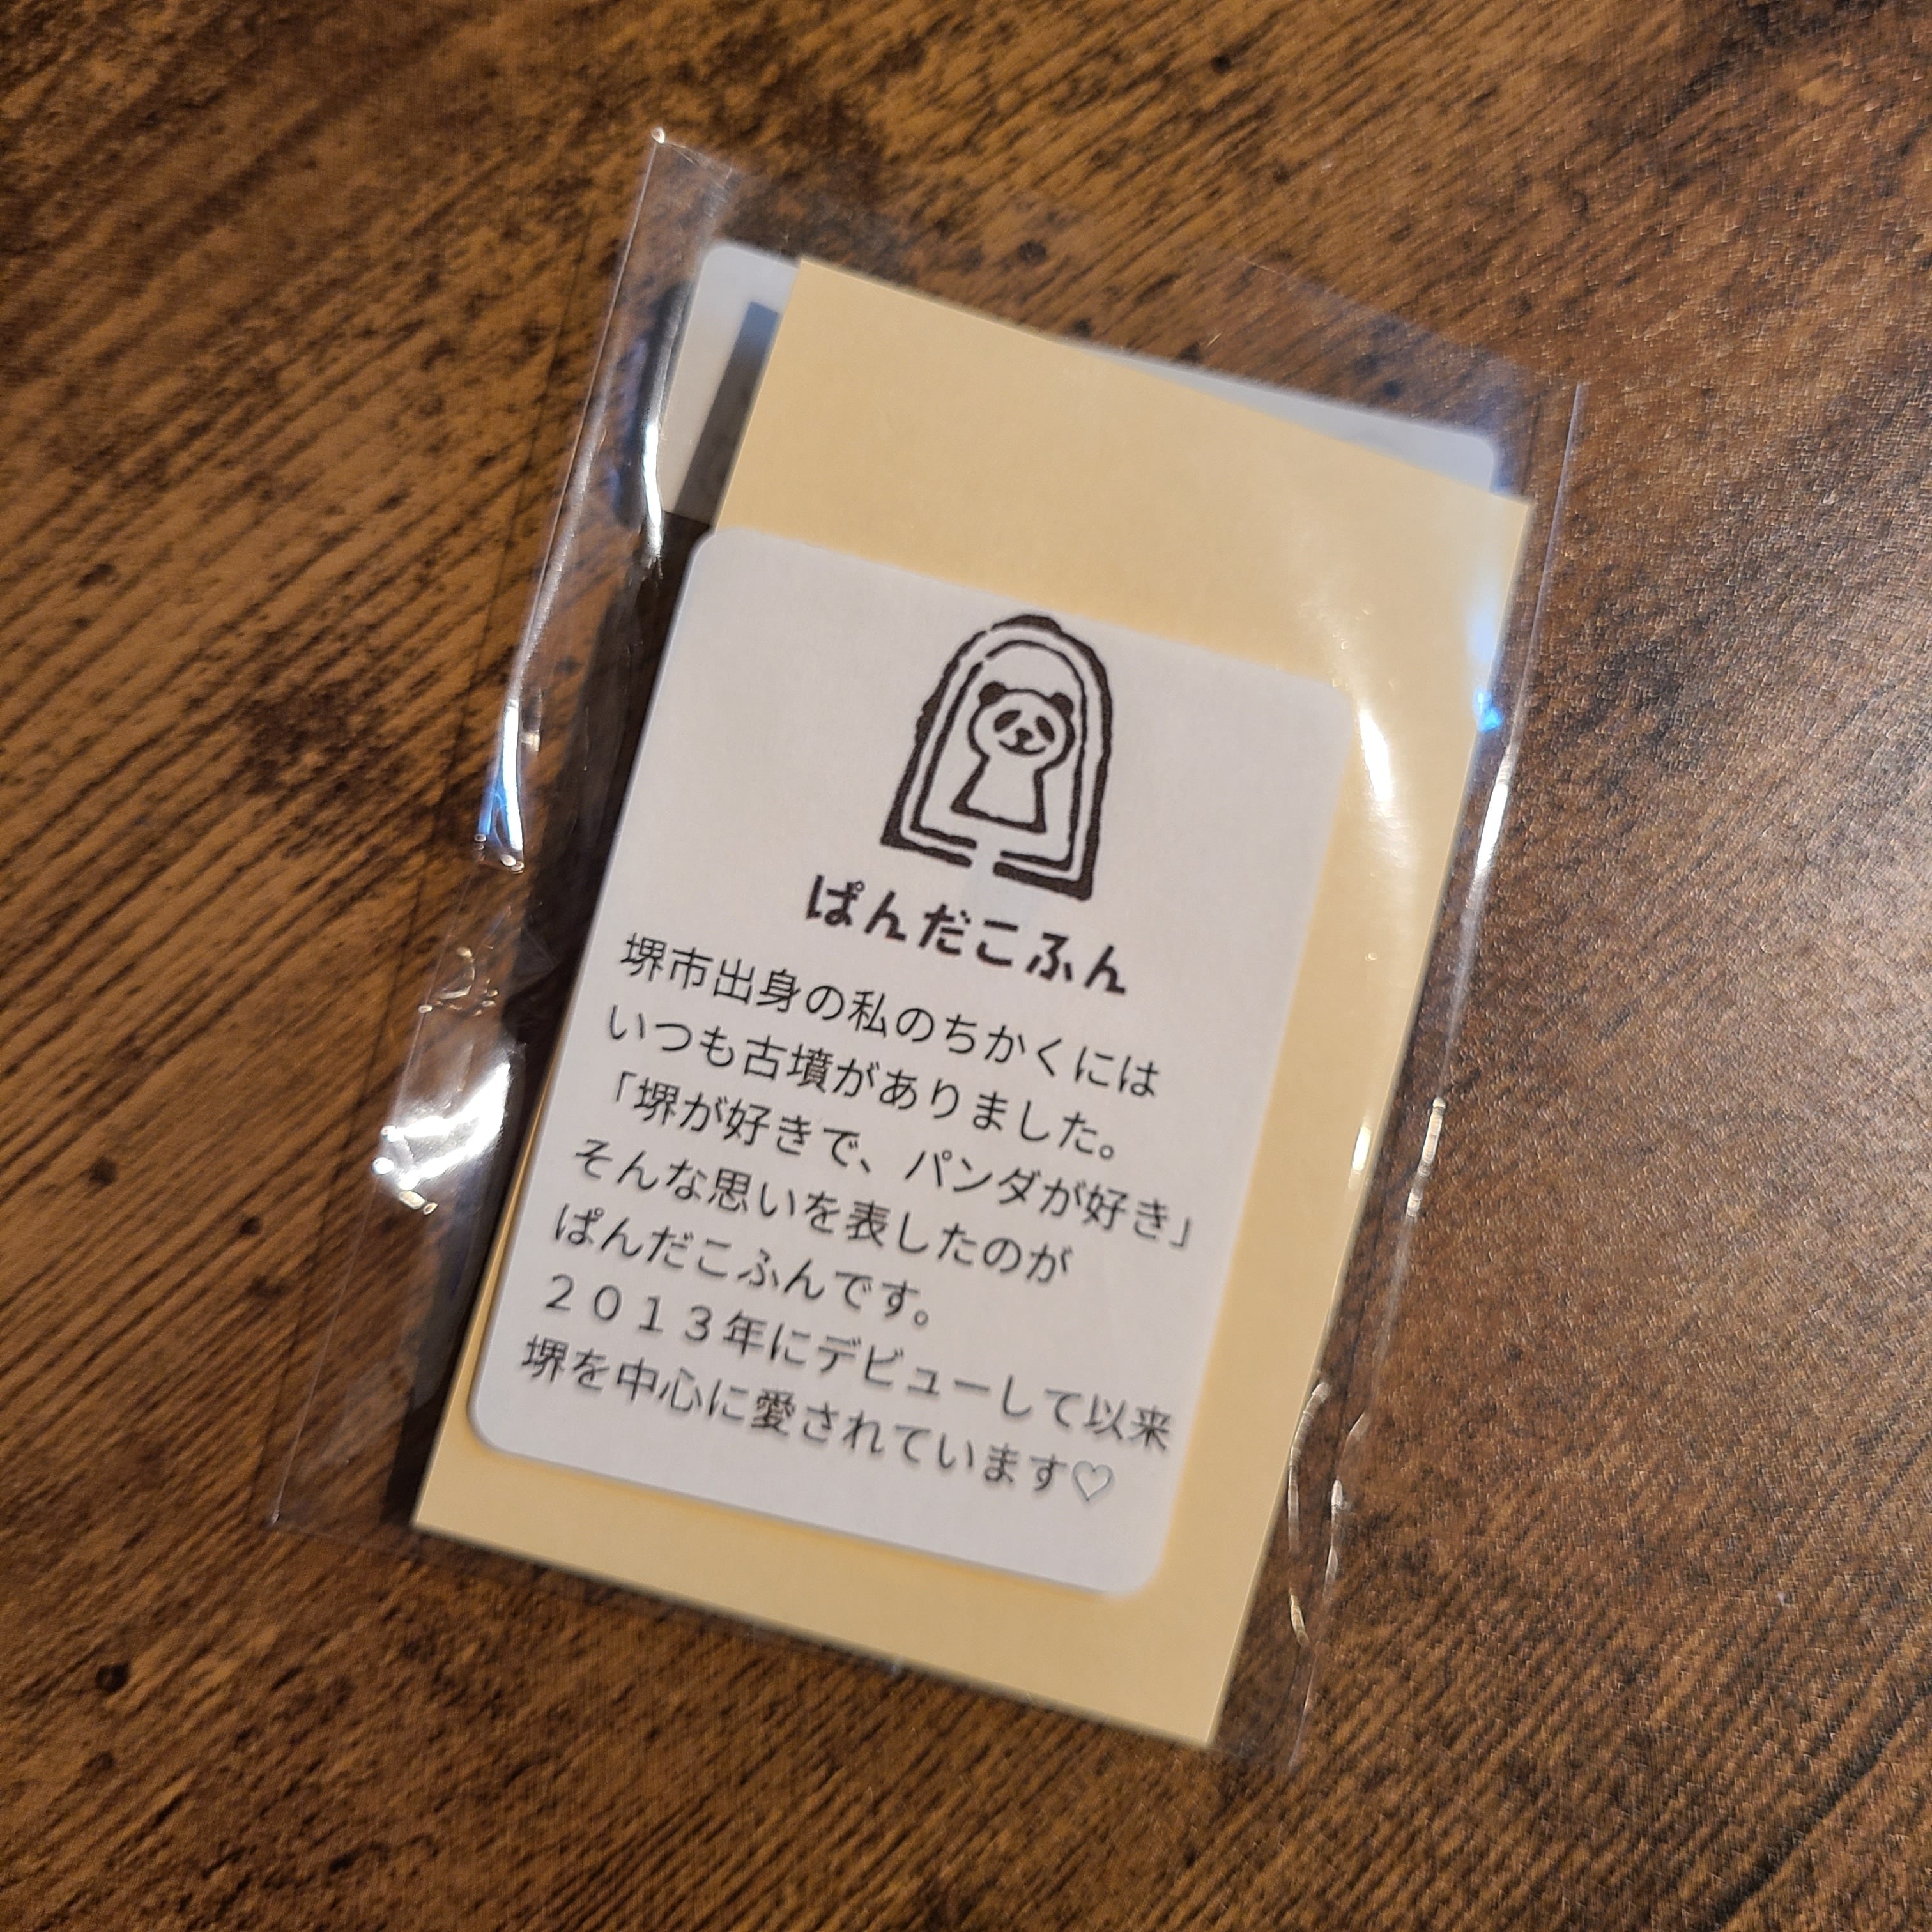 ぱんだこふん
堺市出身の私のちかくには
いつも古墳がありました。
「堺が好きで、パンダが好き」
そんな思いを表したのが
ぱんだこふんです。
２０１３年にデビューして以来
堺を中心に愛されています♡